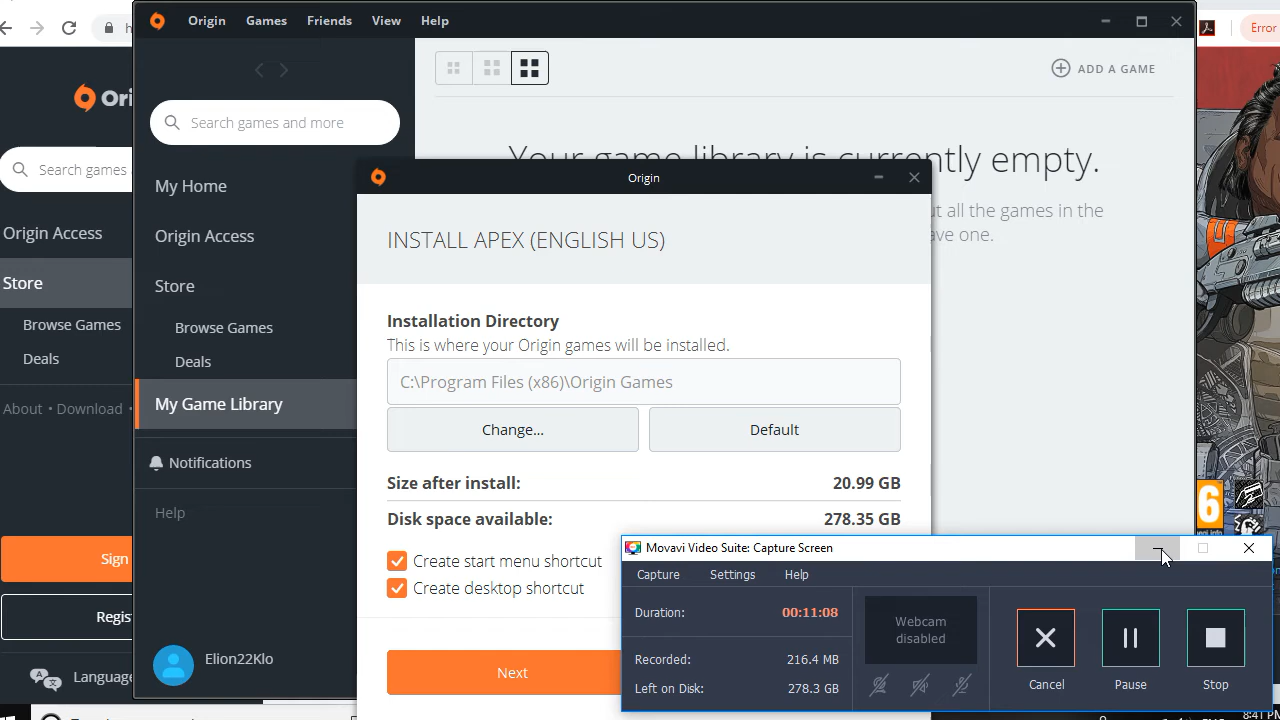 Origin
Games
Friends
View
Help
Error
Search games and more
ADD A GAME
My Home
Origin Access
Store
Browse Games
Deals
My Game Library
Notifications
Help
Elion22Klo
Search games
Origin Access
Store
Browse Games
Deals
About • Download •
Sign
Regis
Language
Your game library is currently empty.
ut all the games in the
ave one.
Origin
INSTALL APEX (ENGLISH US)
Installation Directory
This is where your Origin games will be installed.
C:\Program Files (x86)\Origin Games
Change...
Default
Size after install: 20.99 GB
Disk space available: 278.35 GB
Create start menu shortcut
Create desktop shortcut
Next
Movavi Video Suite: Capture Screen
Capture
Settings
Help
Duration: 00:11:08
Webcam
disabled
Recorded: 216.4 MB
Left on Disk: 278.3 GB
Cancel
Pause
Stop
6
8:41 PM